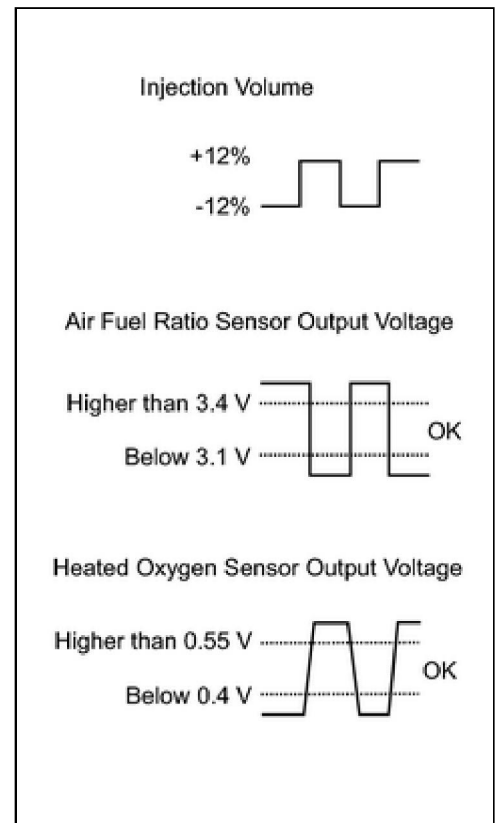 Injection Volume
+12%
-12%
Air Fuel Ratio Sensor Output Voltage
Higher than 3.4 V
OK
Below 3.1 V
Heated Oxygen Sensor Output Voltage
Higher than 0.55 V
OK
Below 0.4 V